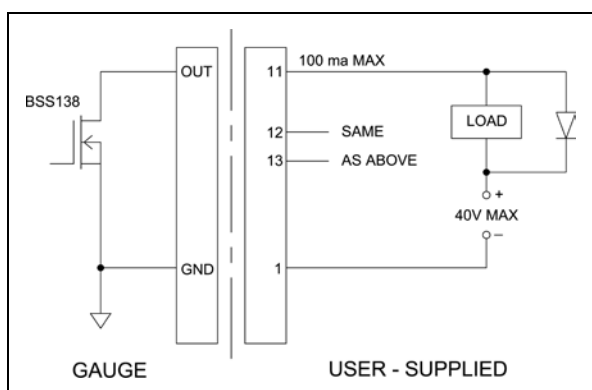 OUT
11
100 ma MAX
BSS138
LOAD
12
SAME
13
AS ABOVE
+
40V MAX
–
GND
1
GAUGE
USER - SUPPLIED